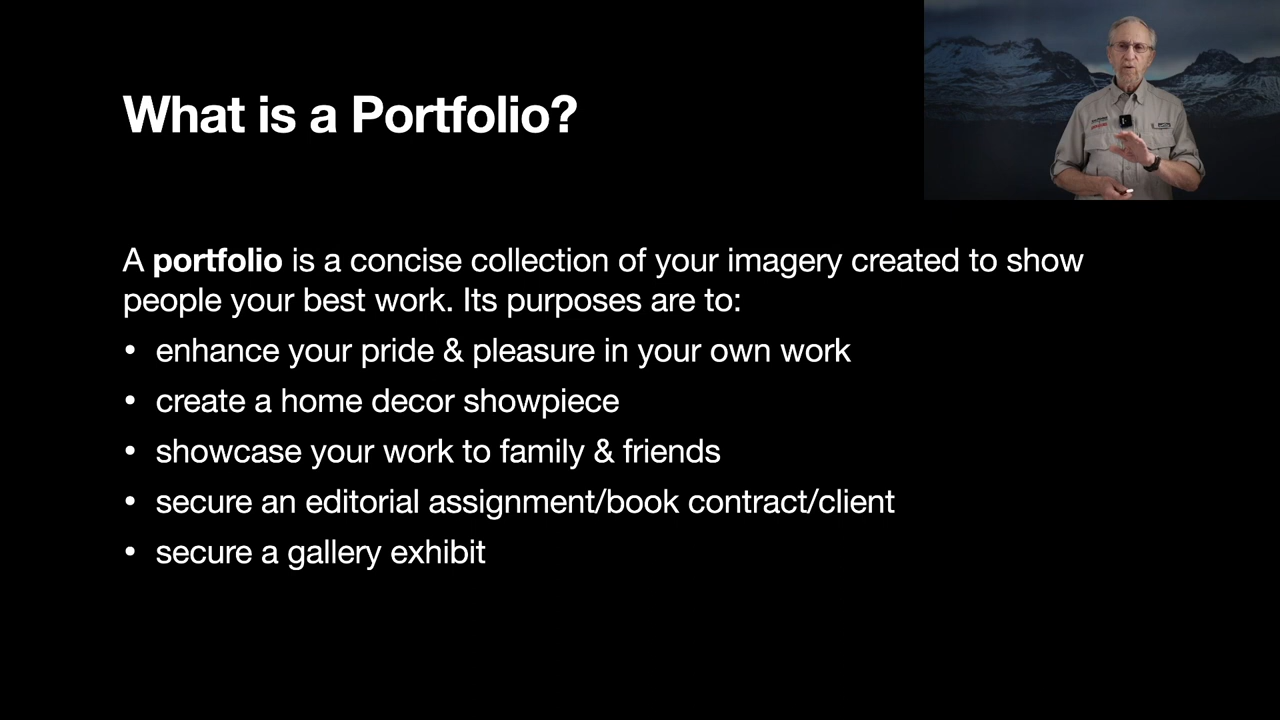 What is a Portfolio?
A portfolio is a concise collection of your imagery created to show
people your best work. Its purposes are to:
• enhance your pride & pleasure in your own work
• create a home decor showpiece
• showcase your work to family & friends
• secure an editorial assignment/book contract/client
• secure a gallery exhibit